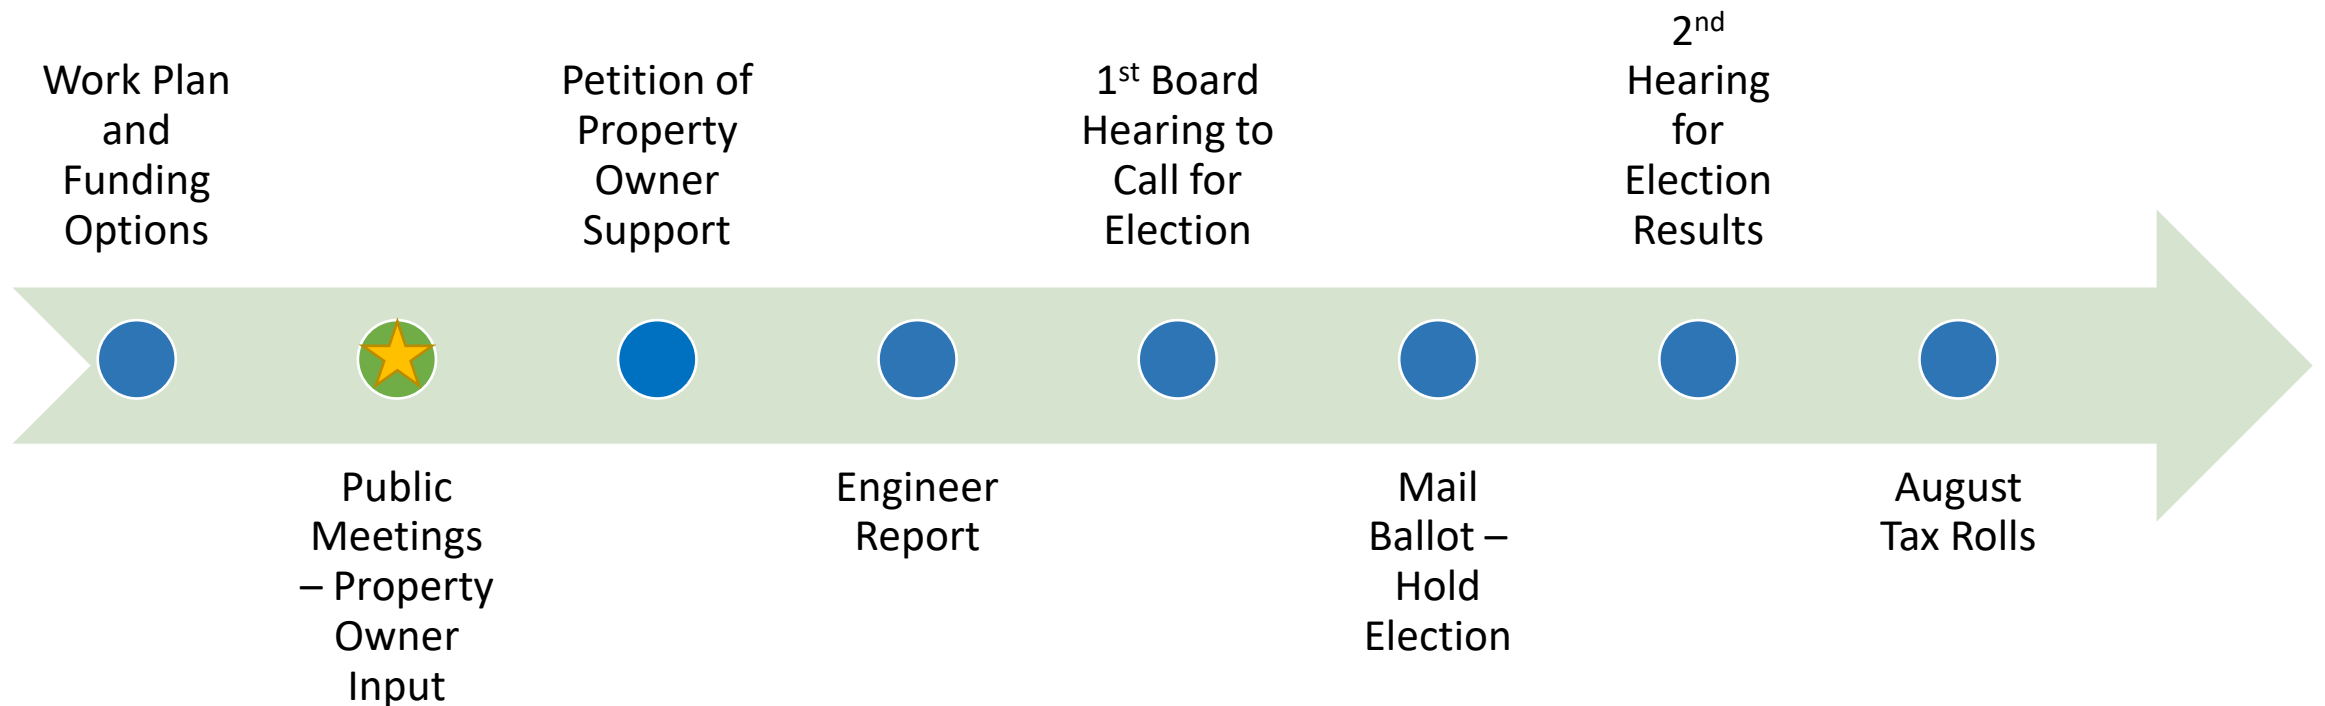 Work Plan
and
Funding
Options
Public
Meetings
– Property
Owner
Input
Petition of
Property
Owner
Support
Engineer
Report
1st Board
Hearing to
Call for
Election
Mail
Ballot –
Hold
Election
2nd
Hearing
for
Election
Results
August
Tax Rolls